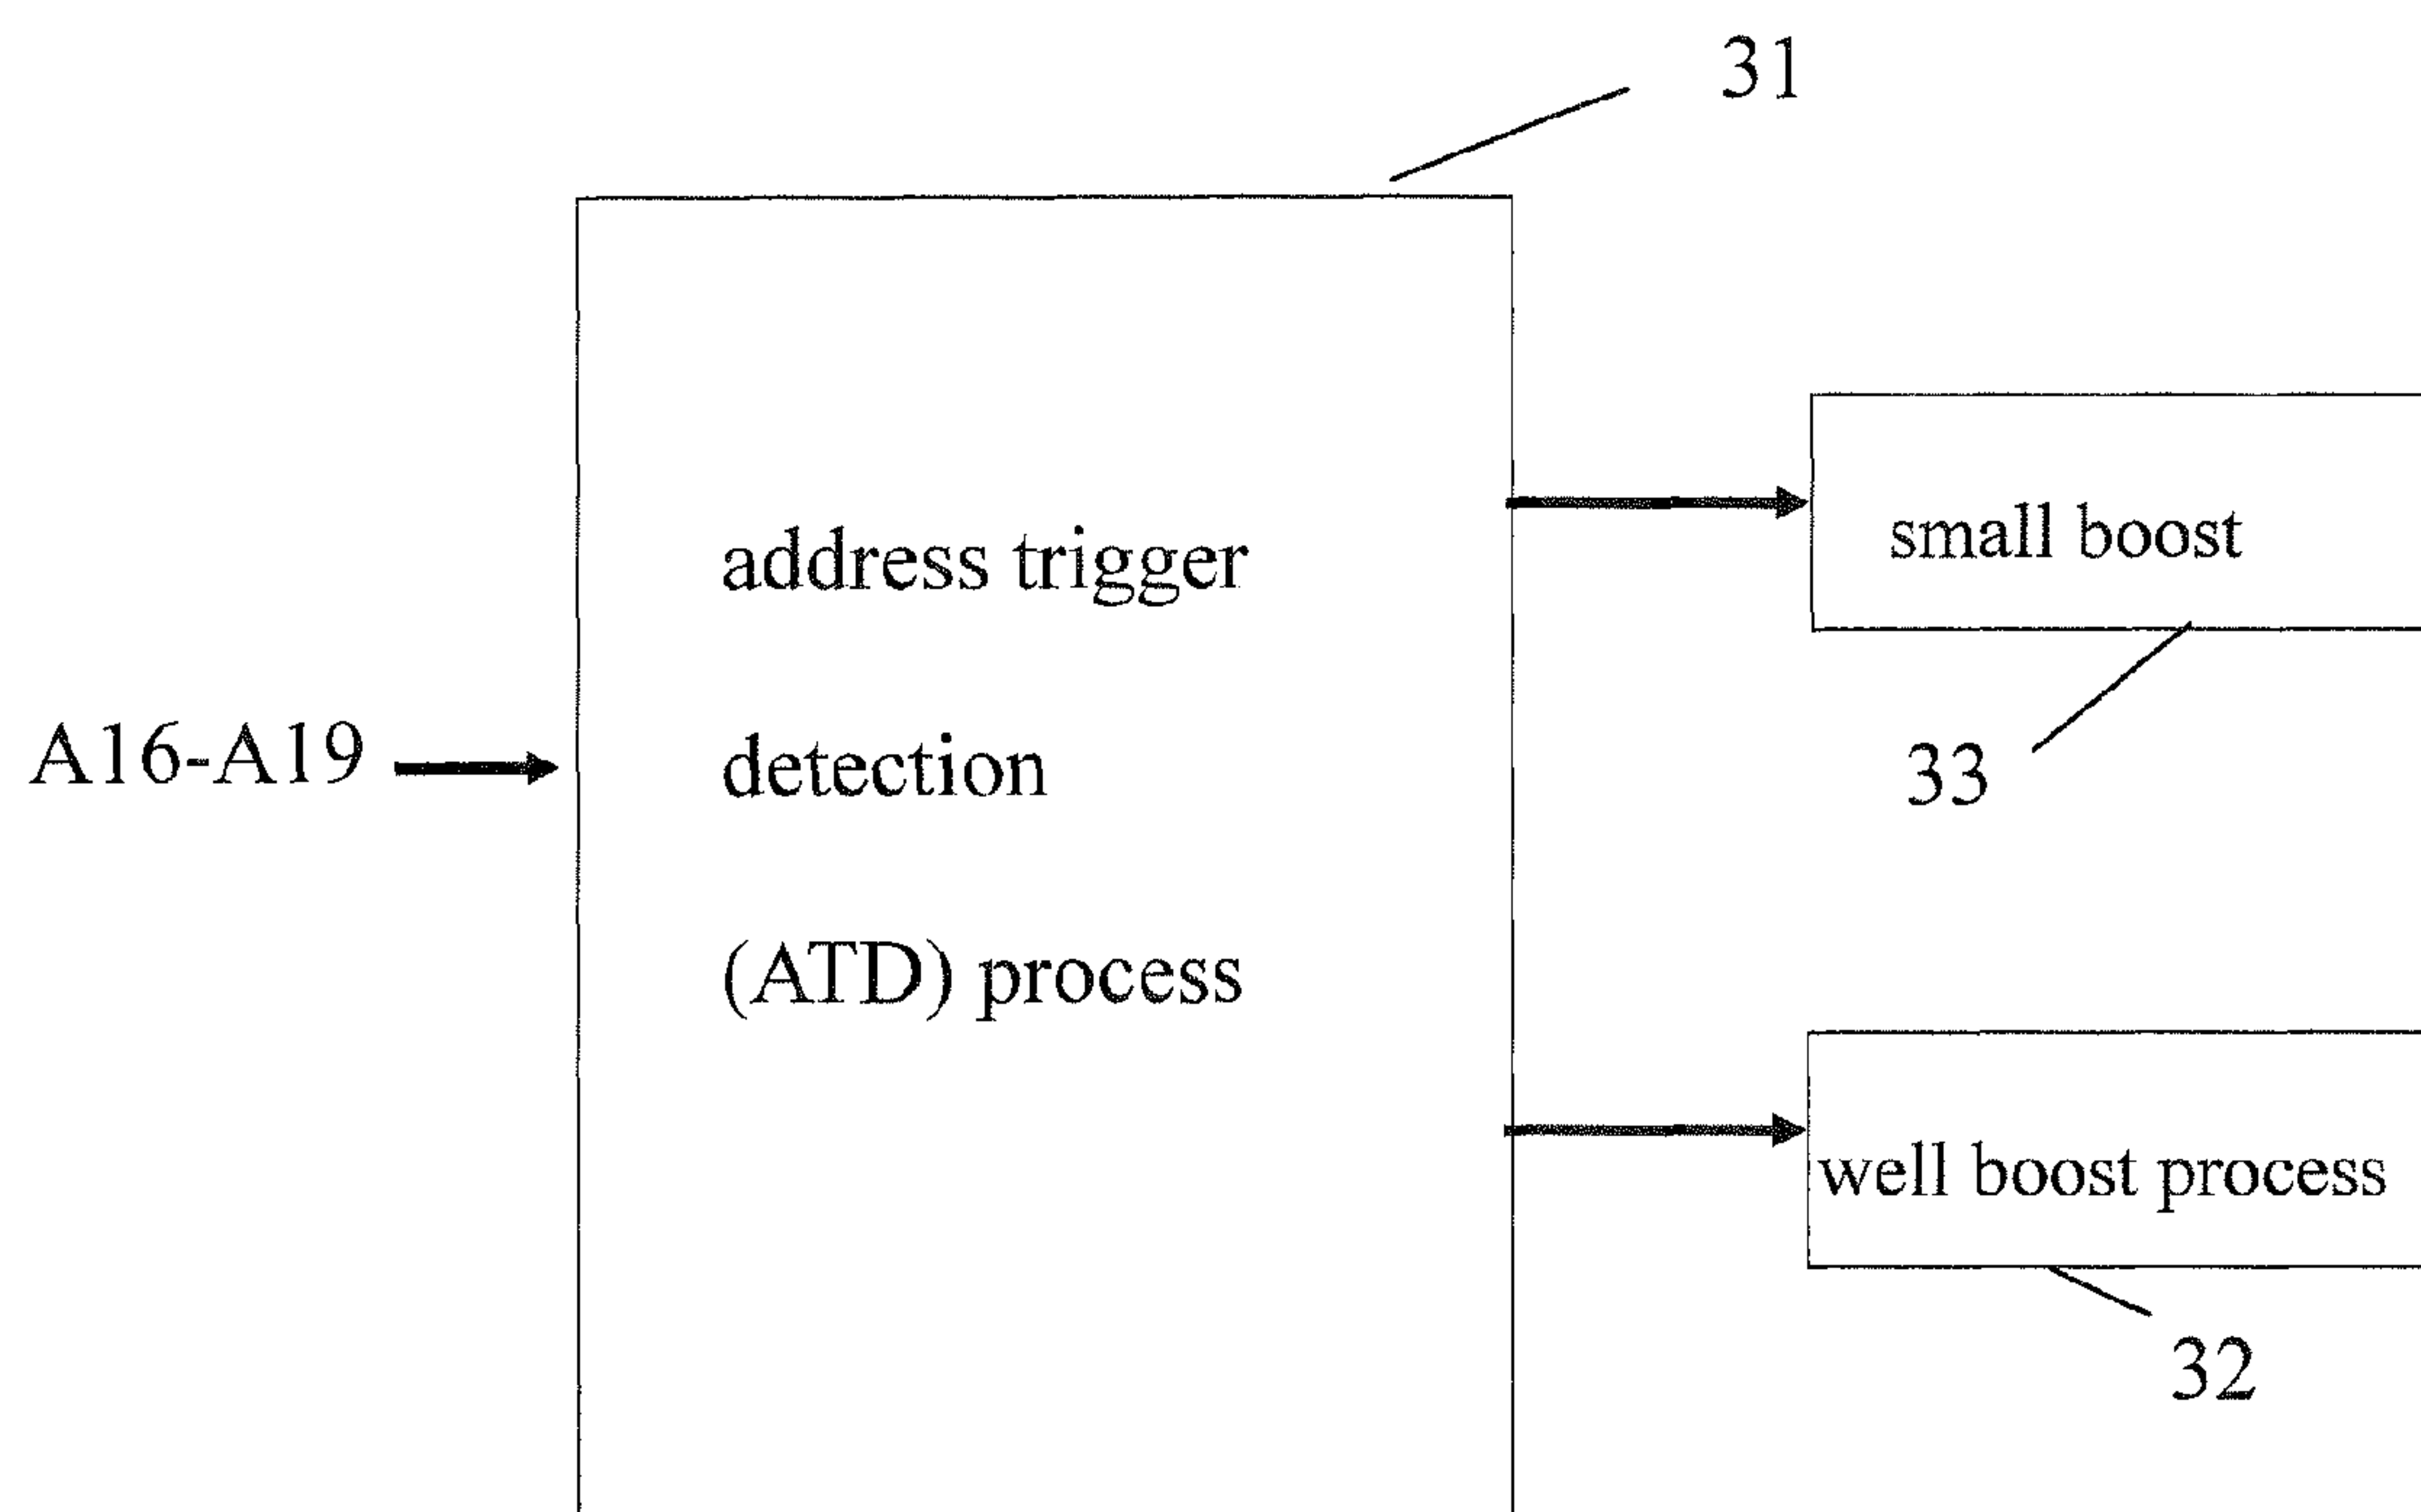 31
address trigger
detection
(ATD) process
A16-A19
small boost
33
well boost process
32